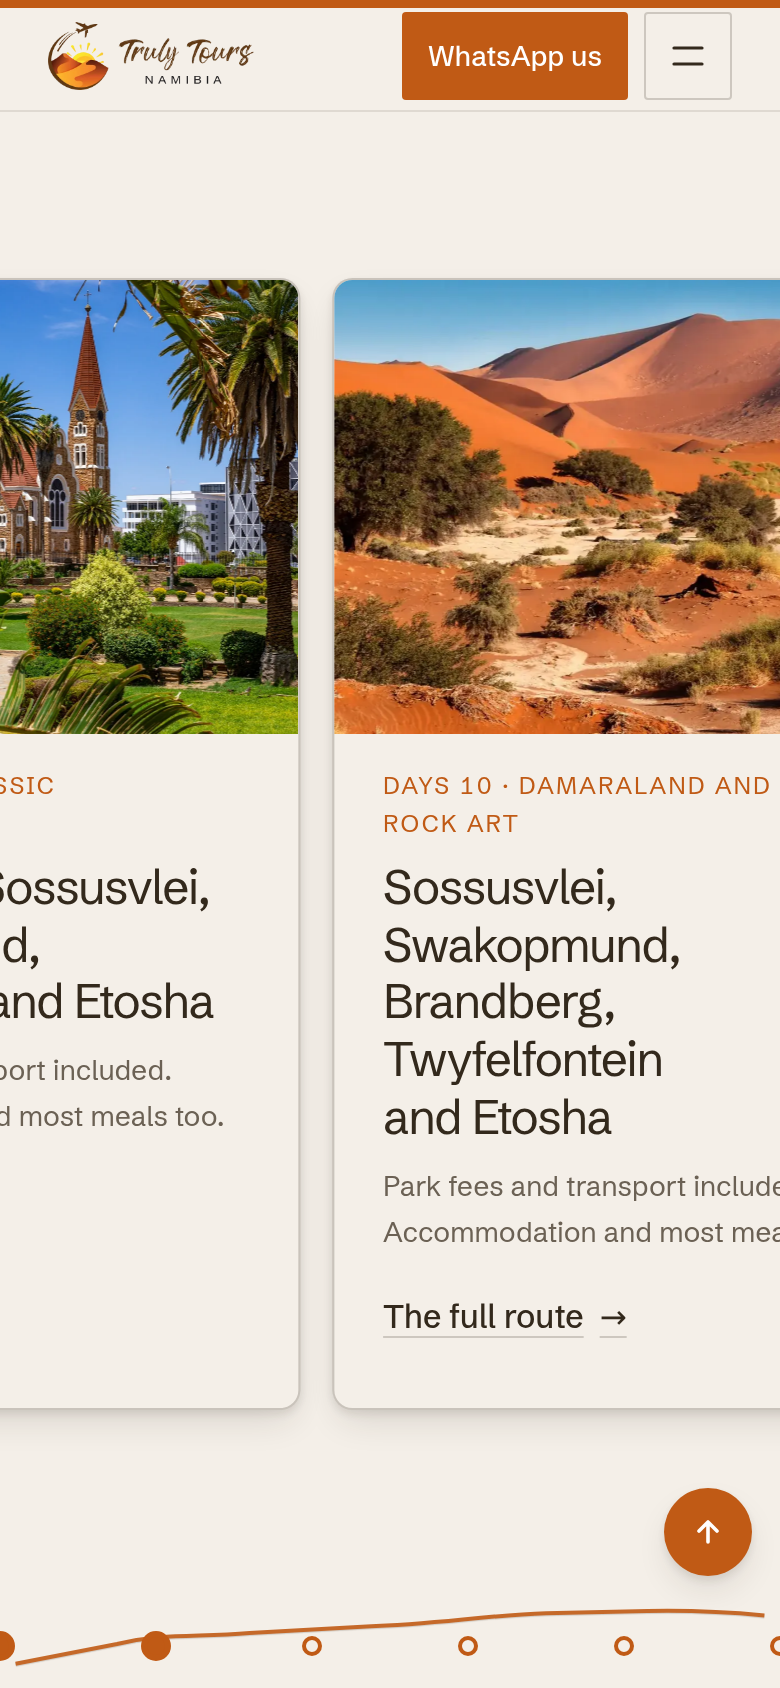 Truly Tours
NAMIBIA
WhatsApp us
SSIC
Sossusvlei,
d,
and Etosha
port included.
d most meals too.
DAYS 10 · DAMARALAND AND
ROCK ART
Sossusvlei,
Swakopmund,
Brandberg,
Twyfelfontein
and Etosha
Park fees and transport include
Accommodation and most mea
The full route →